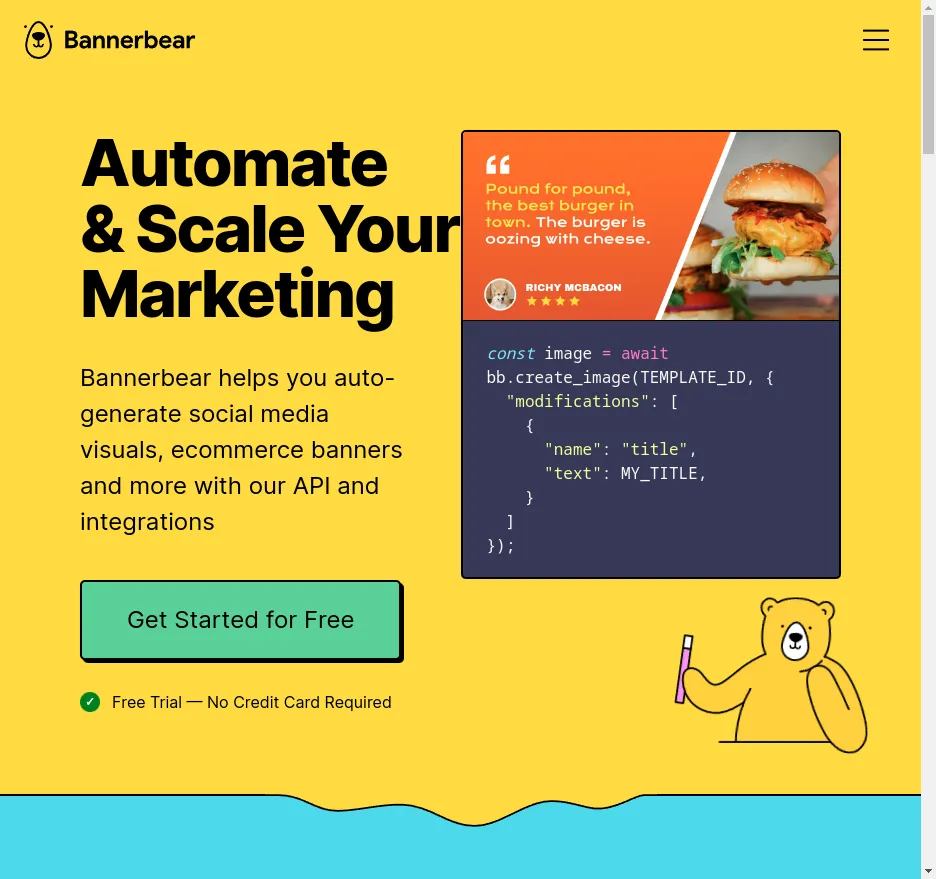 Bannerbear
Automate
& Scale Your
Marketing
Bannerbear helps you auto-
generate social media
visuals, ecommerce banners
and more with our API and
integrations
Get Started for Free
✓ Free Trial — No Credit Card Required
“
Pound for pound,
the best burger in
town. The burger is
oozing with cheese.
RICHY MCBACON
const image = await
bb.create_image(TEMPLATE_ID, {
"modifications": [
{
"name": "title",
"text": MY_TITLE,
}
]
});